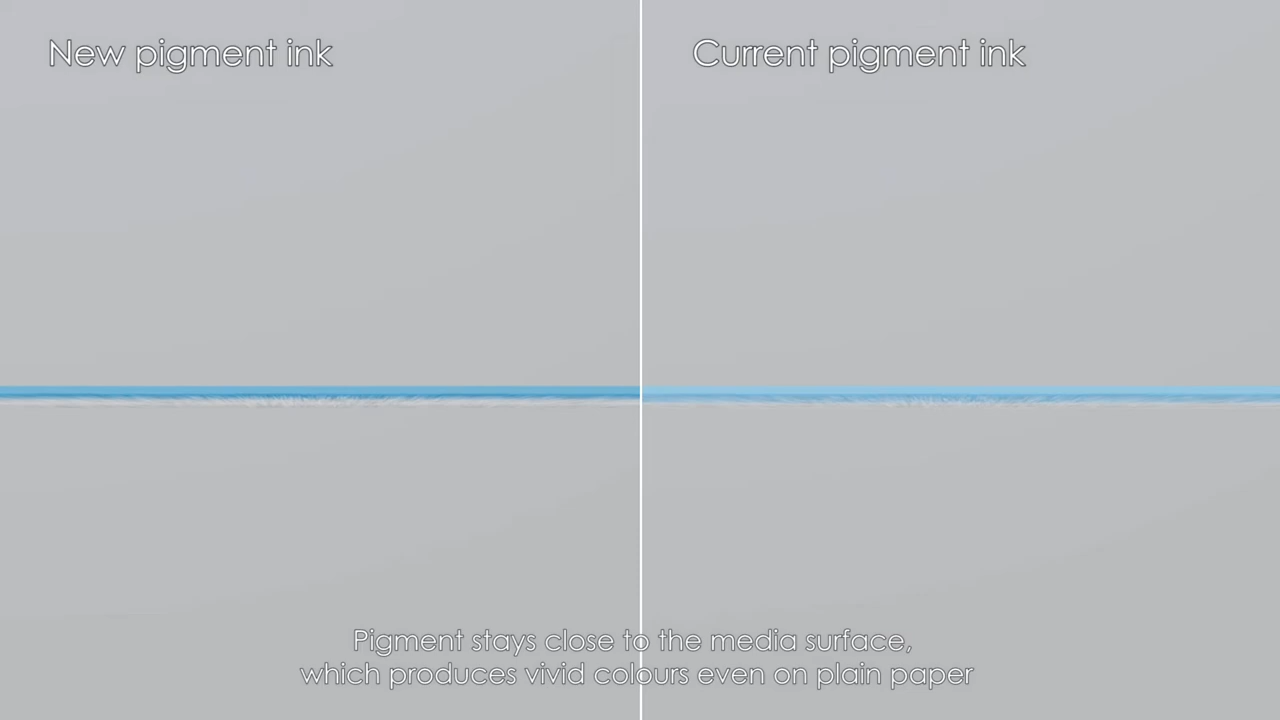 New pigment ink
Current pigment ink
Pigment stays close to the media surface,
which produces vivid colours even on plain paper